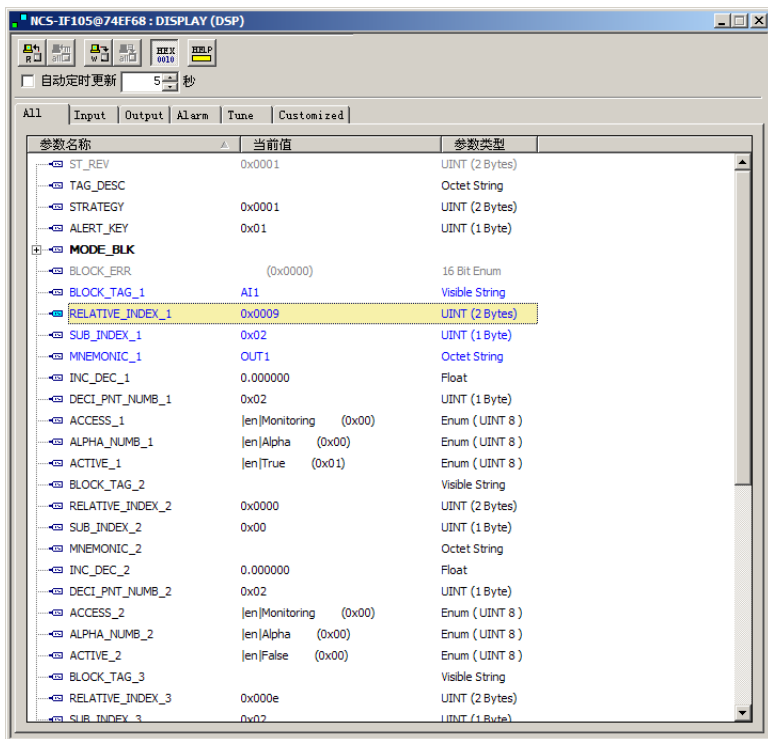 NCS-IF105@74EF68 : DISPLAY (DSP)
R all W all HEX 0010 HELP
自动定时更新 5 秒
All Input Output Alarm Tune Customized
参数名称 当前值 参数类型
ST_REV 0x0001 UINT (2 Bytes)
TAG_DESC Octet String
STRATEGY 0x0001 UINT (2 Bytes)
ALERT_KEY 0x01 UINT (1 Byte)
MODE_BLK
BLOCK_ERR (0x0000) 16 Bit Enum
BLOCK_TAG_1 AI1 Visible String
RELATIVE_INDEX_1 0x0009 UINT (2 Bytes)
SUB_INDEX_1 0x02 UINT (1 Byte)
MNEMONIC_1 OUT1 Octet String
INC_DEC_1 0.000000 Float
DECI_PNT_NUMB_1 0x02 UINT (1 Byte)
ACCESS_1 |en|Monitoring (0x00) Enum ( UINT 8 )
ALPHA_NUMB_1 |en|Alpha (0x00) Enum ( UINT 8 )
ACTIVE_1 |en|True (0x01) Enum ( UINT 8 )
BLOCK_TAG_2 Visible String
RELATIVE_INDEX_2 0x0000 UINT (2 Bytes)
SUB_INDEX_2 0x00 UINT (1 Byte)
MNEMONIC_2 Octet String
INC_DEC_2 0.000000 Float
DECI_PNT_NUMB_2 0x02 UINT (1 Byte)
ACCESS_2 |en|Monitoring (0x00) Enum ( UINT 8 )
ALPHA_NUMB_2 |en|Alpha (0x00) Enum ( UINT 8 )
ACTIVE_2 |en|False (0x00) Enum ( UINT 8 )
BLOCK_TAG_3 Visible String
RELATIVE_INDEX_3 0x000e UINT (2 Bytes)
SUB_INDEX_3 0x02 UINT (1 Byte)